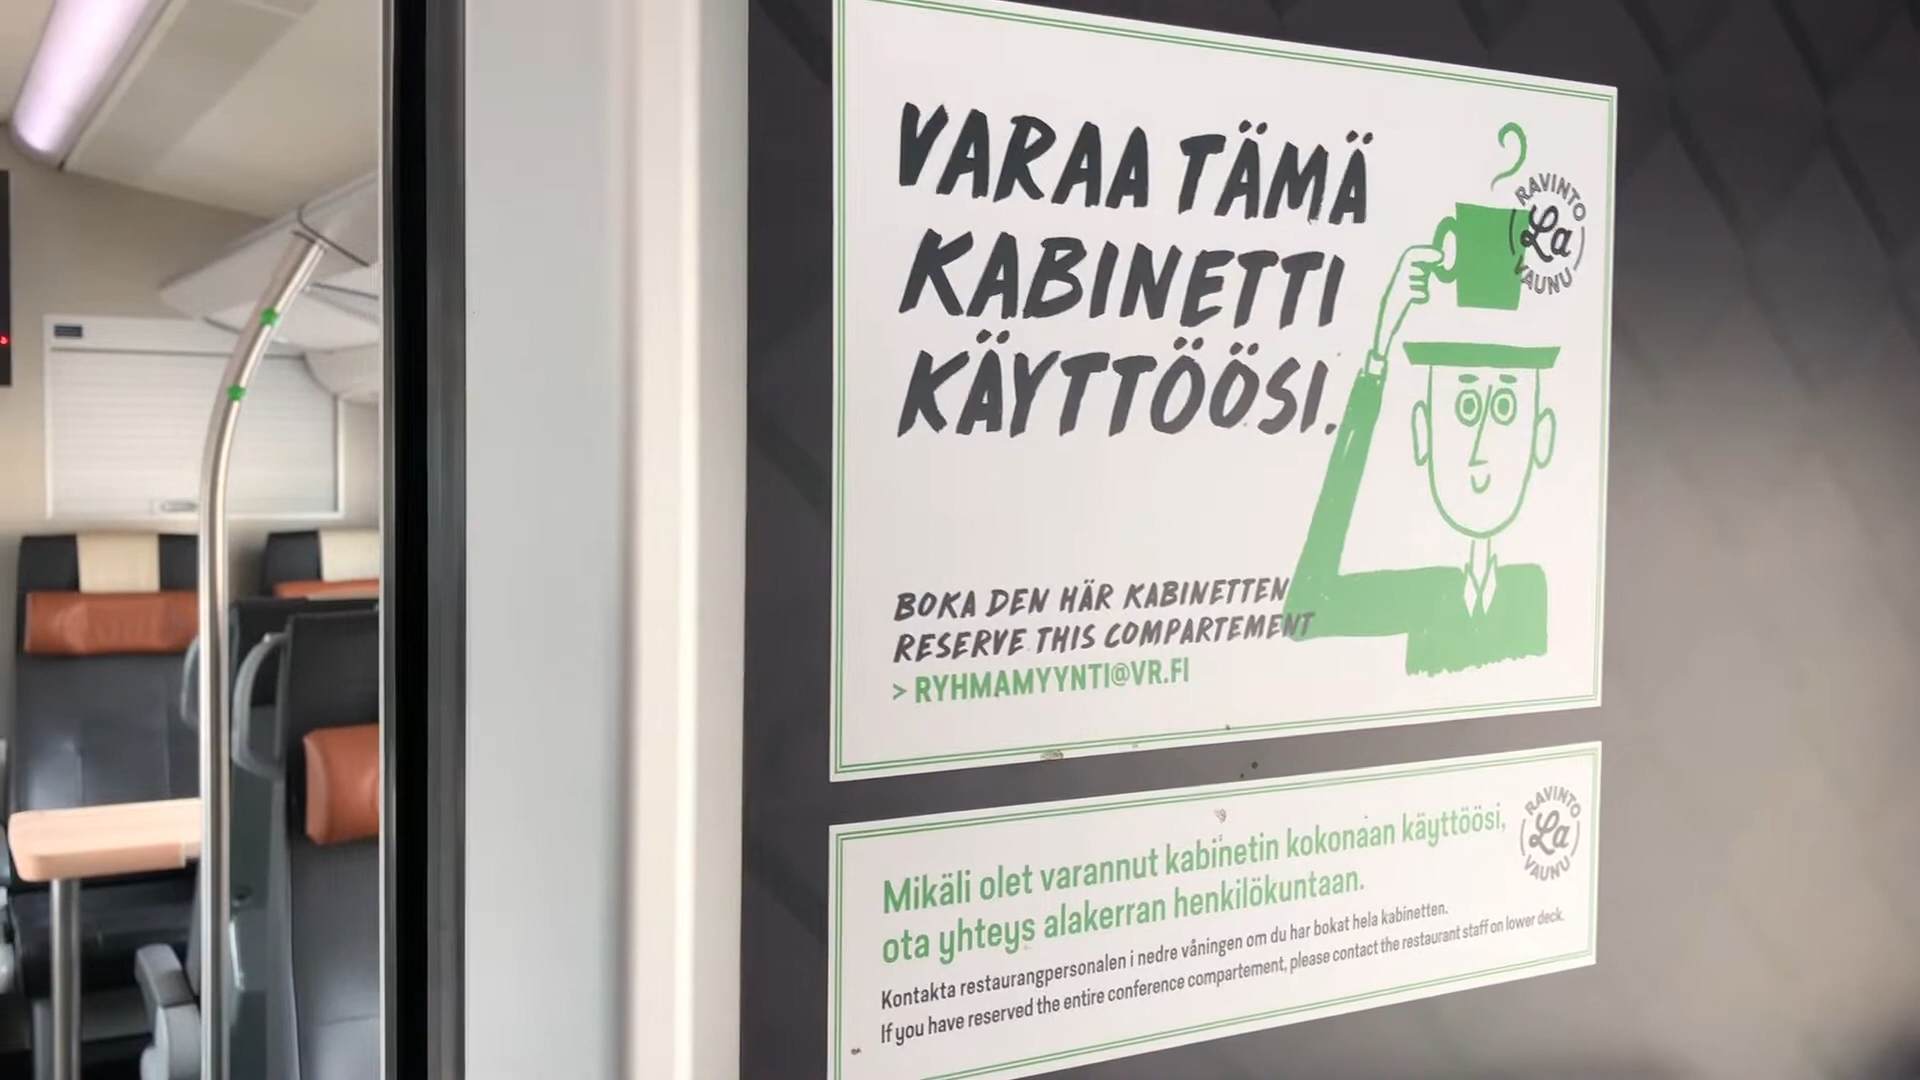 VARAA TÄMÄ
KABINETTI
KÄYTTÖÖSI.
RAVINTO
La
VAUNU
BOKA DEN HÄR KABINETTEN
RESERVE THIS COMPARTEMENT
> RYHMAMYYNTI@VR.FI
Mikäli olet varannut kabinetin kokonaan käyttöösi,
ota yhteys alakerran henkilökuntaan.
Kontakta restaurangpersonalen i nedre våningen om du har bokat hela kabinetten.
If you have reserved the entire conference compartement, please contact the restaurant staff on lower deck.
RAVINTO
La
VAUNU